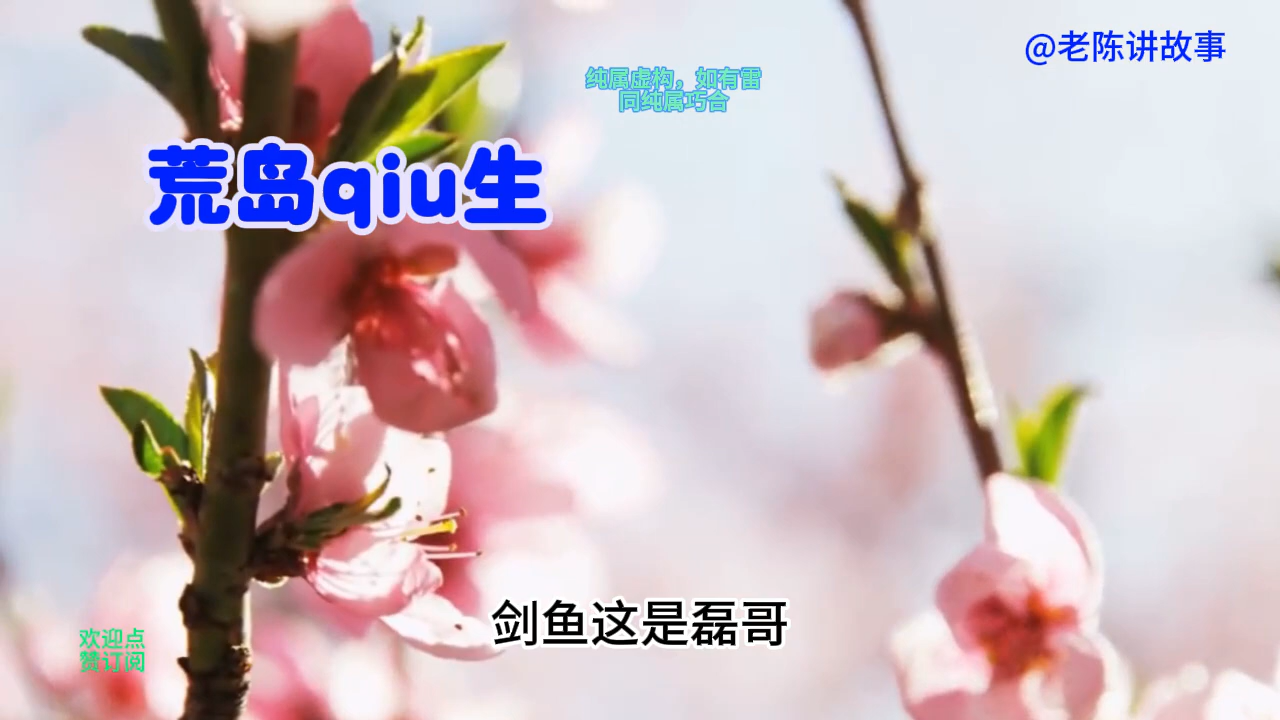 @老陈讲故事
纯属虚构，如有雷
同纯属巧合
荒岛qiu生
剑鱼这是磊哥
欢迎点
赞订阅